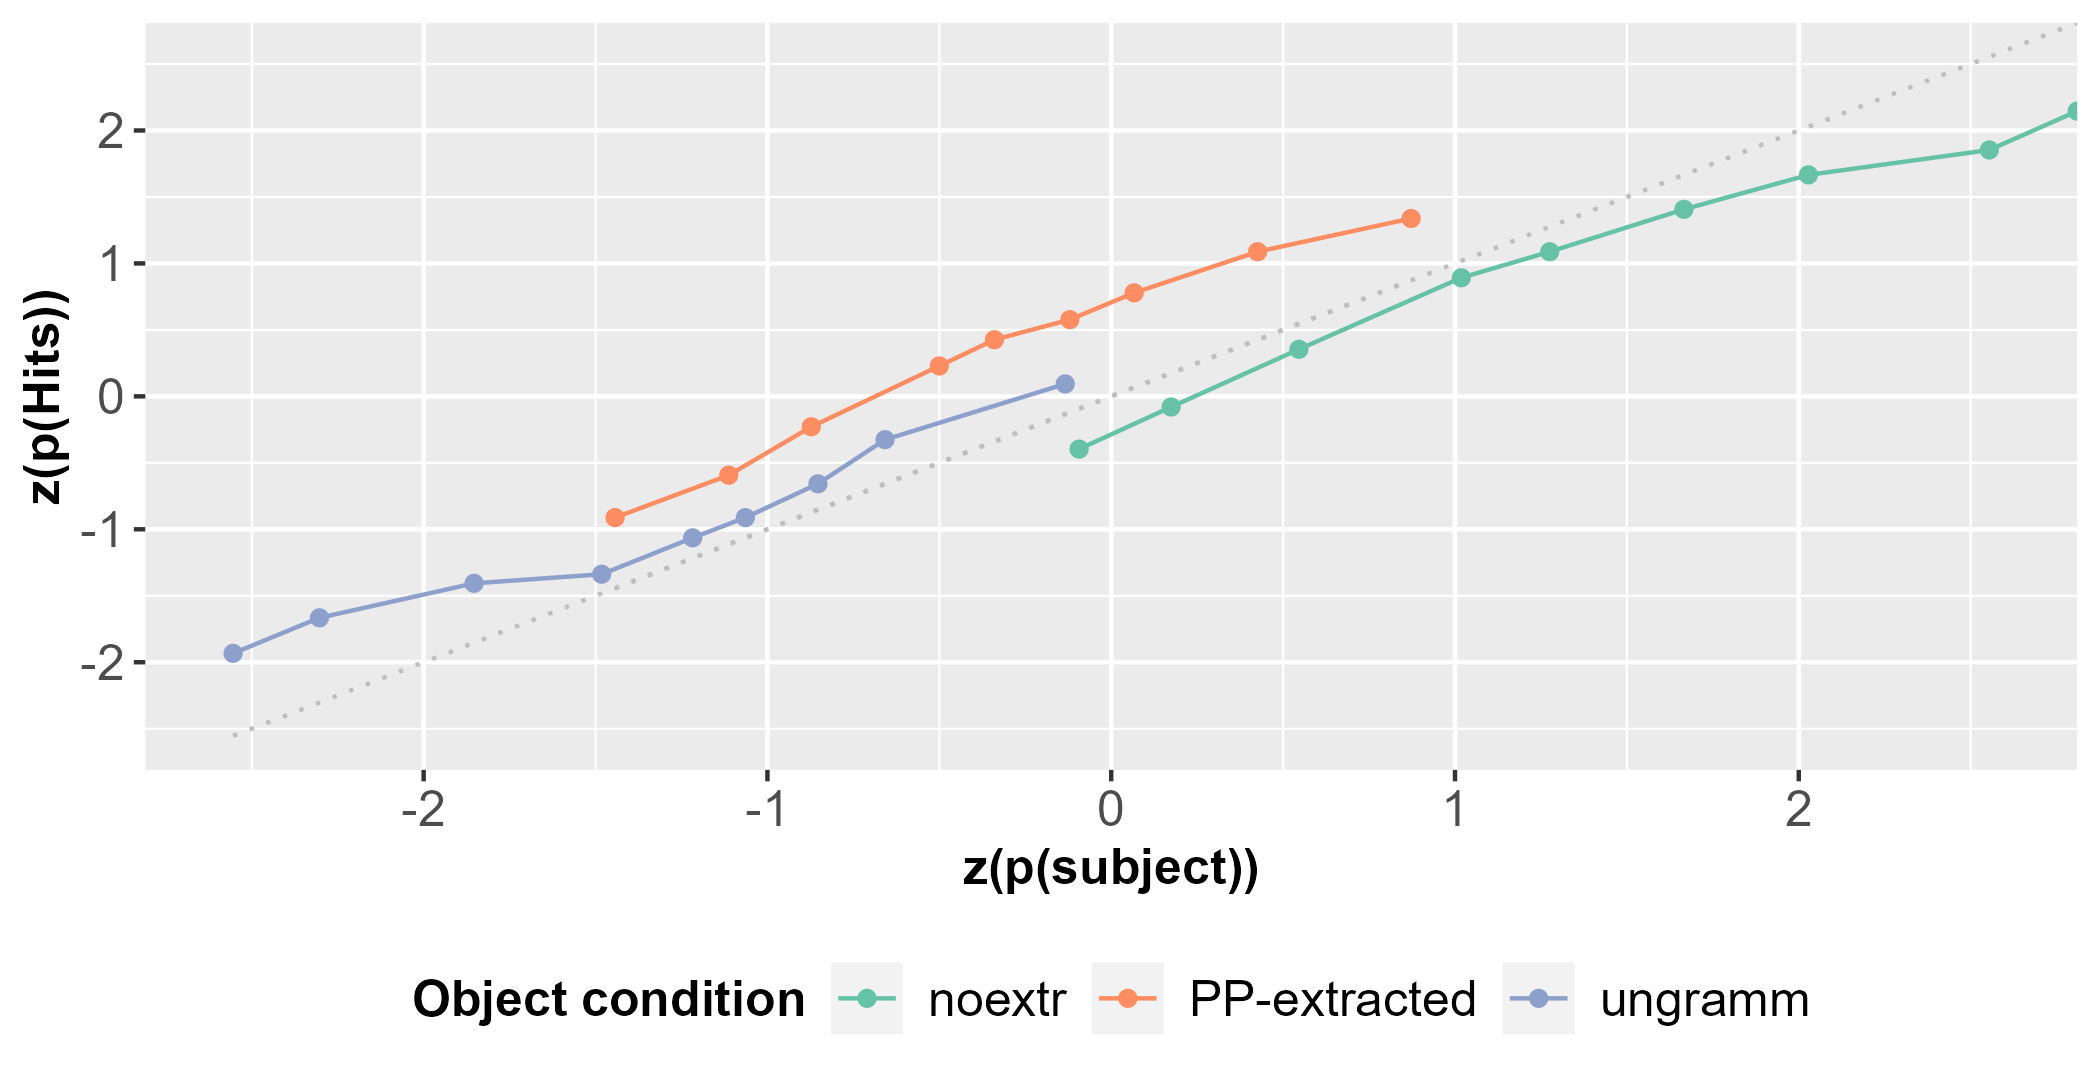 z(p(Hits))
2
1
0
-1
-2
-2 -1 0 1 2
z(p(subject))
Object condition noextr PP-extracted ungramm